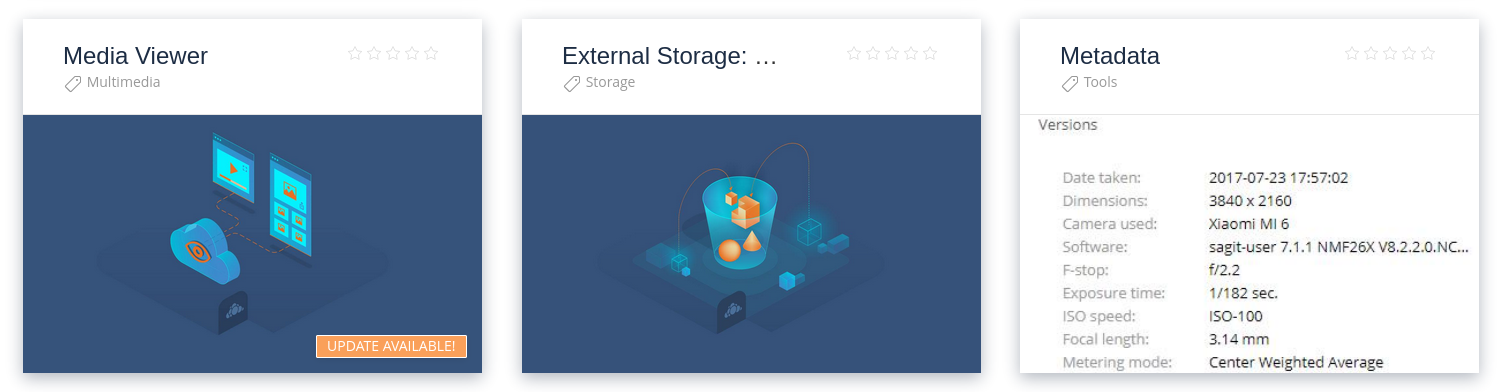 Media Viewer
Multimedia
UPDATE AVAILABLE!
External Storage: …
Storage
Metadata
Tools
Versions
Date taken: 2017-07-23 17:57:02
Dimensions: 3840 x 2160
Camera used: Xiaomi MI 6
Software: sagit-user 7.1.1 NMF26X V8.2.2.0.NC...
F-stop: f/2.2
Exposure time: 1/182 sec.
ISO speed: ISO-100
Focal length: 3.14 mm
Metering mode: Center Weighted Average